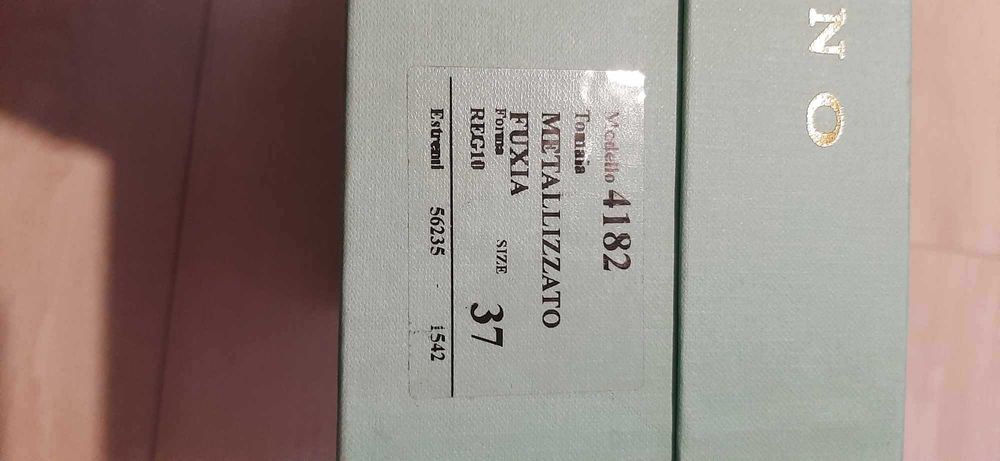 N O
Modello 4182
Tomaia
METALLIZZATO
FUXIA
Forma SIZE 37
REG10
Estremi 56235 - 1542